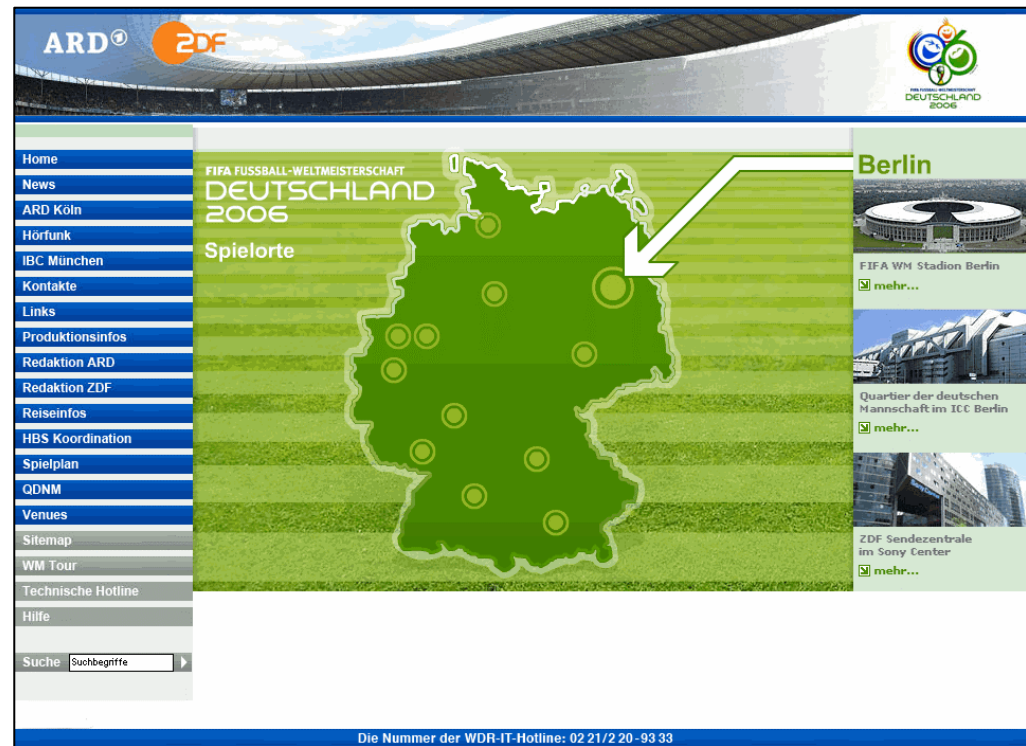 ARD
ZDF
DEUTSCHLAND
2006
Home
News
ARD Köln
Hörfunk
IBC München
Kontakte
Links
Produktionsinfos
Redaktion ARD
Redaktion ZDF
Reiseinfos
HBS Koordination
Spielplan
QDNM
Venues
Sitemap
WM Tour
Technische Hotline
Hilfe
Suche Suchbegriffe
FIFA FUSSBALL-WELTMEISTERSCHAFT
DEUTSCHLAND
2006
Spielorte
Berlin
FIFA WM Stadion Berlin
mehr...
Quartier der deutschen
Mannschaft im ICC Berlin
mehr...
ZDF Sendezentrale
im Sony Center
mehr...
Die Nummer der WDR-IT-Hotline: 02 21/2 20-93 33